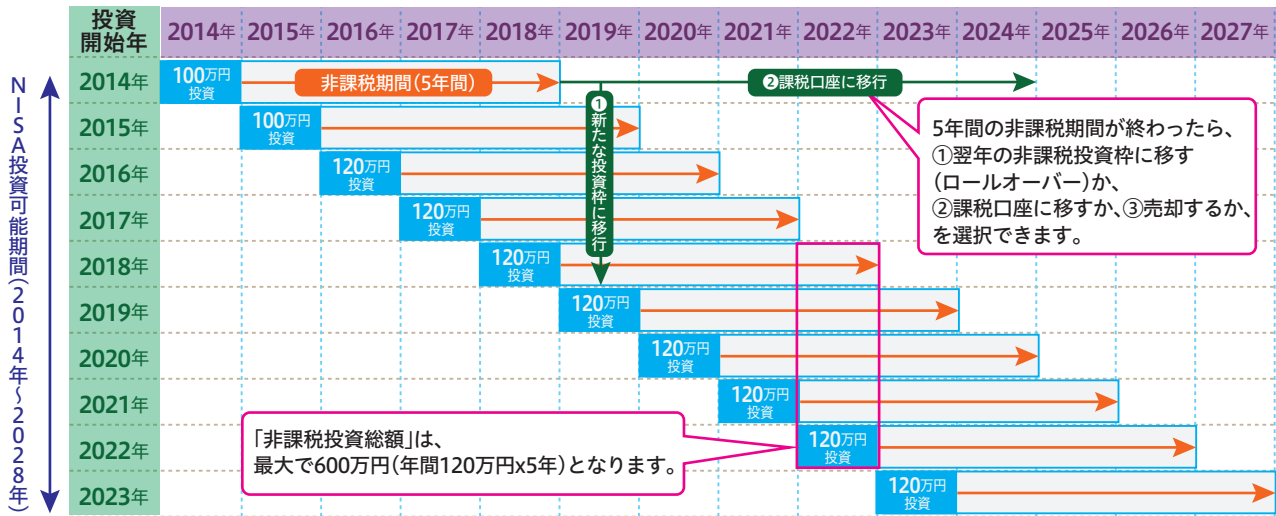 投資
開始年
2014年 2015年 2016年 2017年 2018年 2019年 2020年 2021年 2022年 2023年 2024年 2025年 2026年 2027年
NISA投資可能期間(2014年〜2028年)
2014年
100万円
投資
非課税期間(5年間)
❷課税口座に移行
❶新たな投資枠に移行
2015年
100万円
投資
2016年
120万円
投資
2017年
120万円
投資
2018年
120万円
投資
2019年
120万円
投資
2020年
120万円
投資
2021年
120万円
投資
2022年
120万円
投資
2023年
120万円
投資
5年間の非課税期間が終わったら、
①翌年の非課税投資枠に移す
(ロールオーバー)か、
②課税口座に移すか、③売却するか、
を選択できます。
「非課税投資総額」は、
最大で600万円(年間120万円x5年)となります。